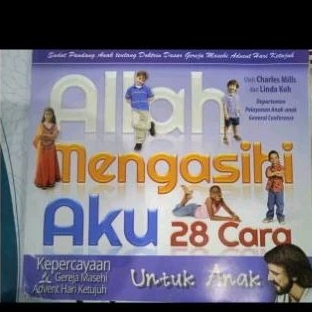 Sudut Pandang Anak tentang Doktrin Dasar Gereja Masehi Advent Hari Ketujuh
Allah
Oleh Charles Mills
dan Linda Koh
Departemen
Pelayanan Anak-anak
General Conference
Mengasihi
Aku 28 Cara
Kepercayaan
& Gereja Masehi
Advent Hari Ketujuh
Untuk Anak